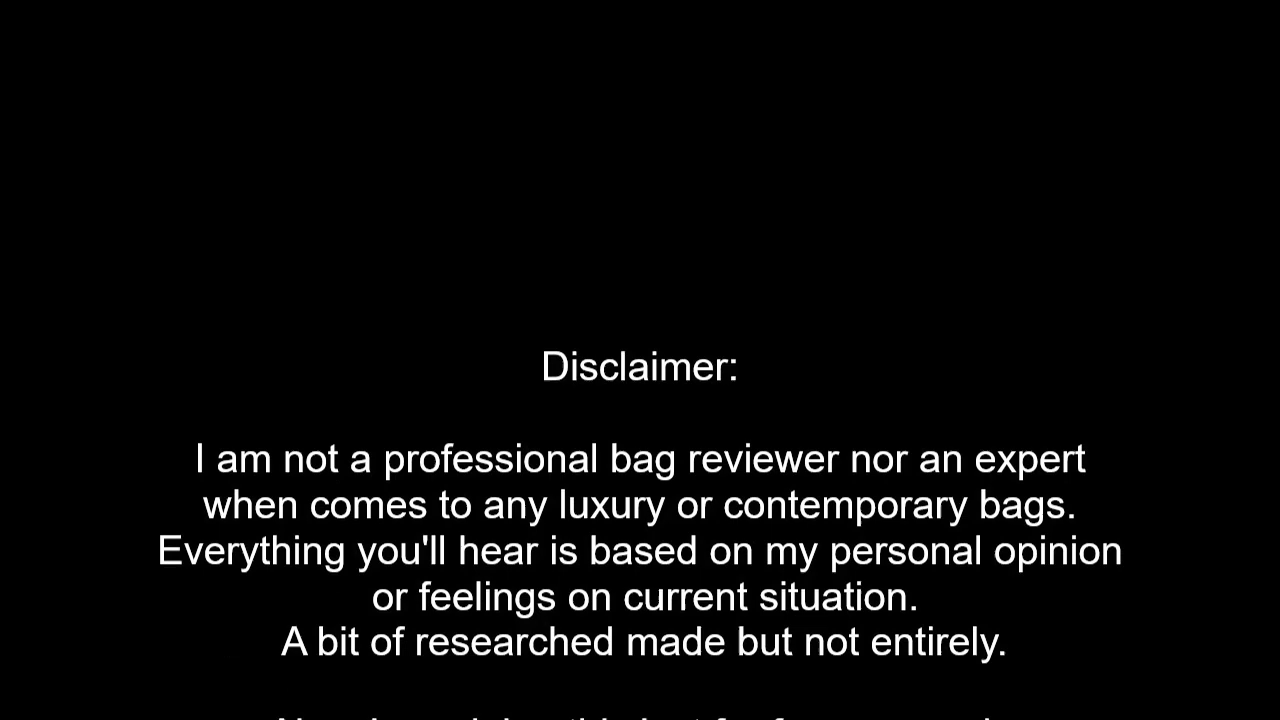 Disclaimer:
I am not a professional bag reviewer nor an expert
when comes to any luxury or contemporary bags.
Everything you'll hear is based on my personal opinion
or feelings on current situation.
A bit of researched made but not entirely.